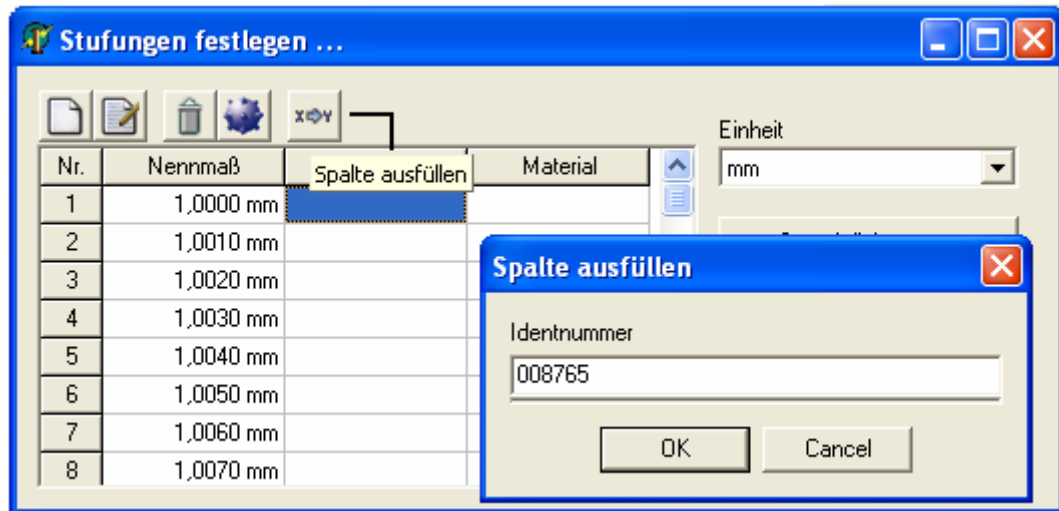 Stufungen festlegen ...
X Y
Einheit
mm
Nr. Nennmaß Material
Spalte ausfüllen
1 1,0000 mm
2 1,0010 mm
3 1,0020 mm
4 1,0030 mm
5 1,0040 mm
6 1,0050 mm
7 1,0060 mm
8 1,0070 mm
Spalte ausfüllen
Identnummer
008765
OK Cancel